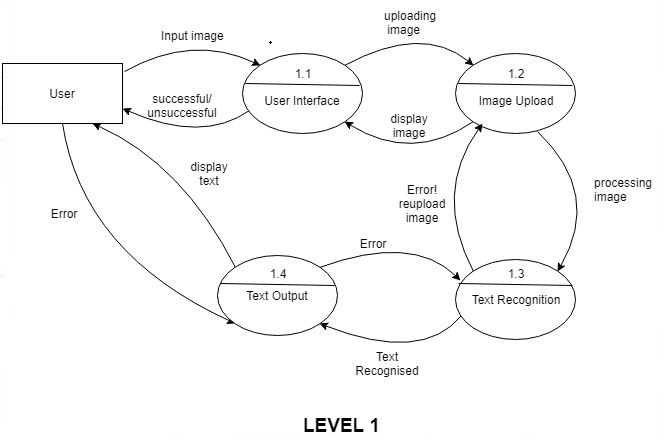 uploading
image
Input image
1.1
User Interface
1.2
Image Upload
User
successful/
unsuccessful
display
image
display
text
Error!
reupload
image
processing
image
Error
Error
1.4
Text Output
1.3
Text Recognition
Text
Recognised
LEVEL 1